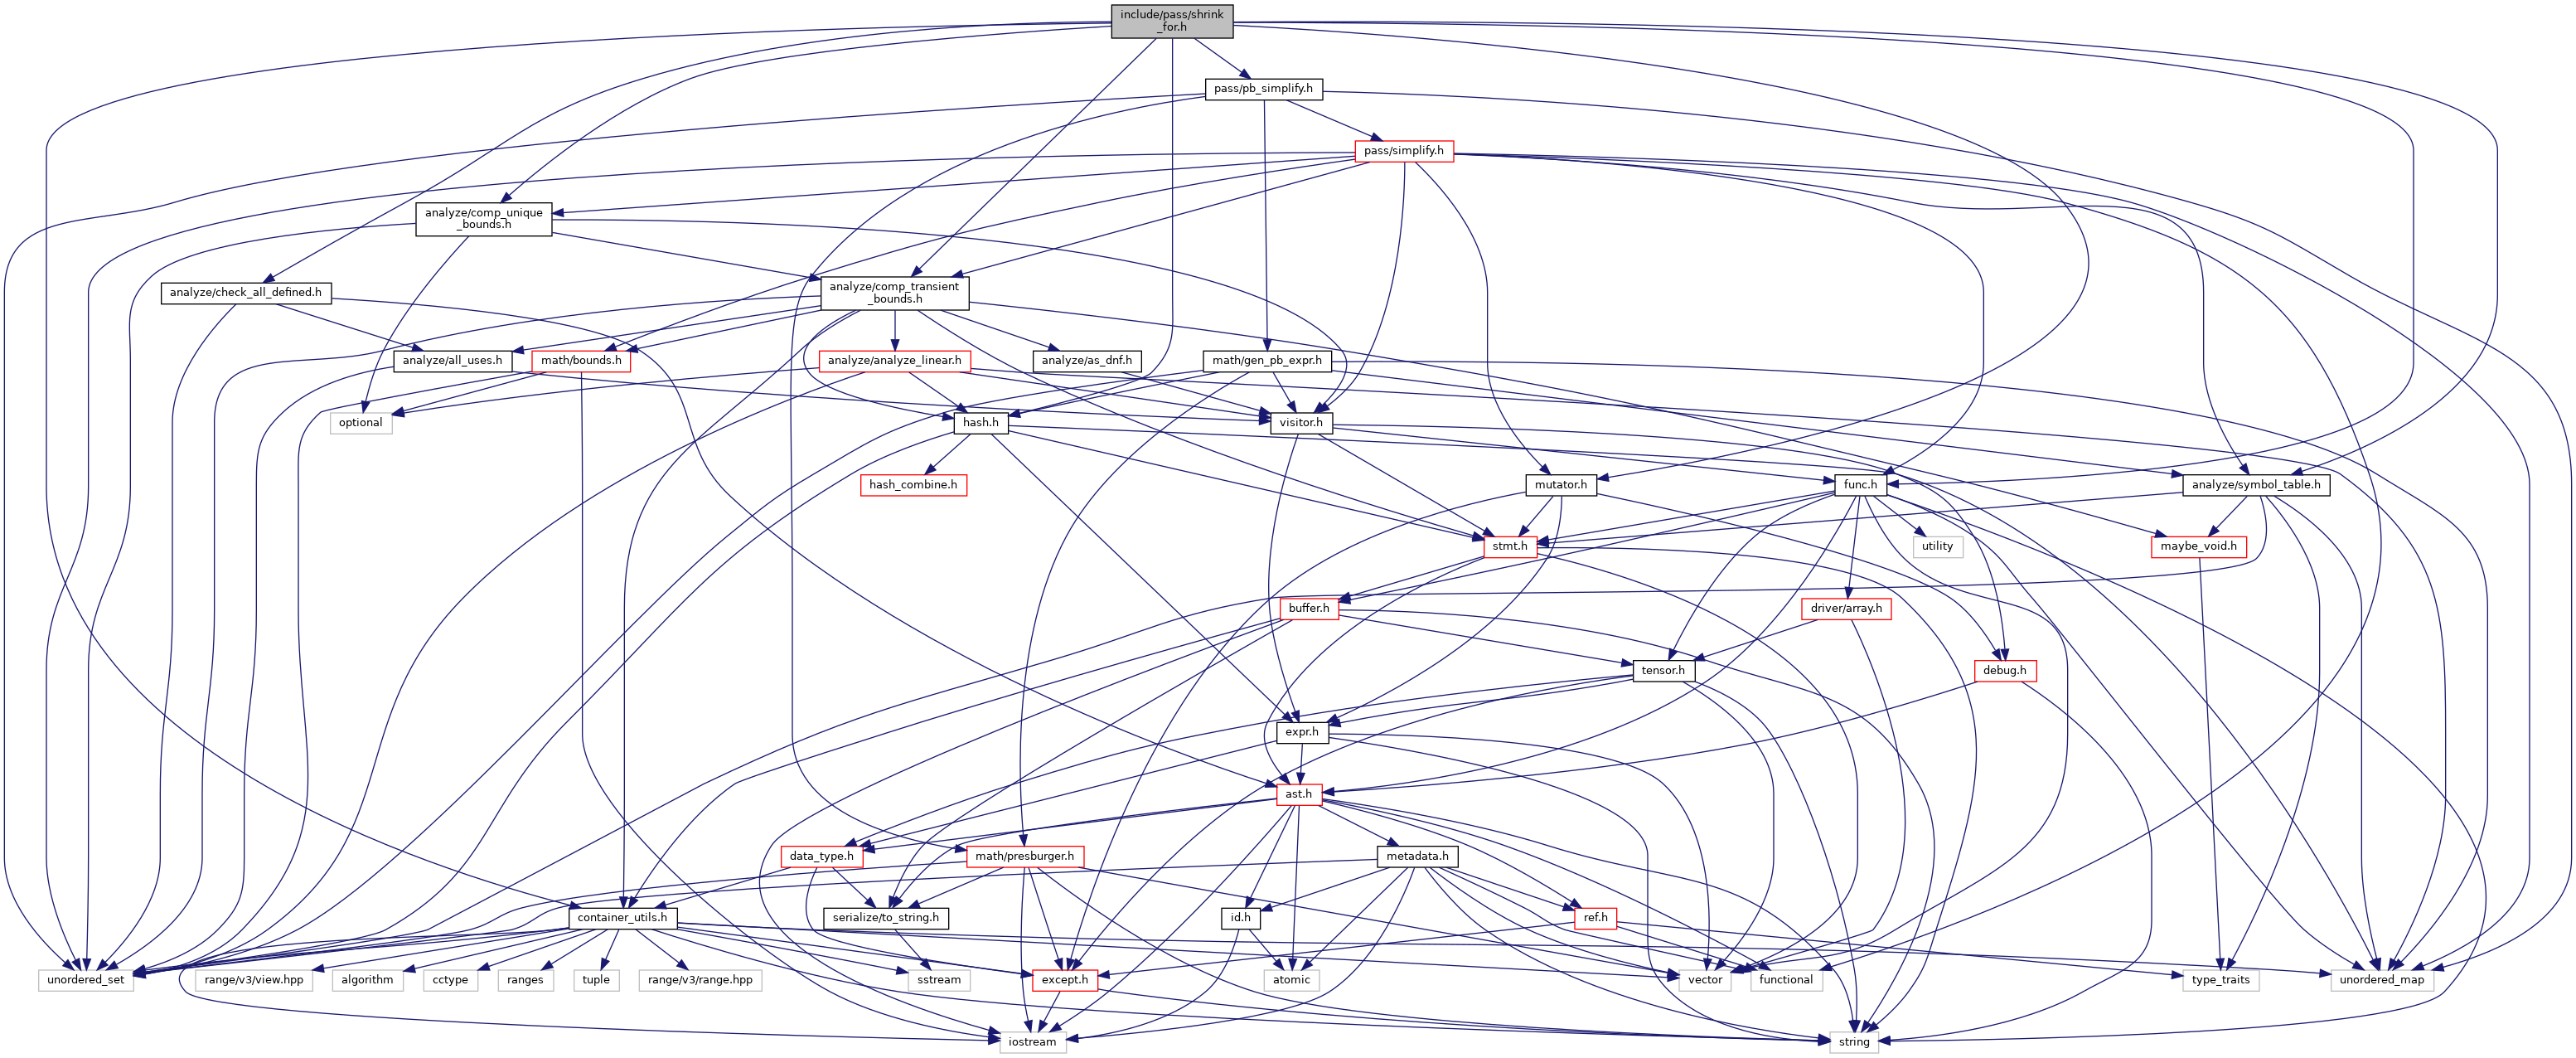 include/pass/shrink
_for.h
pass/pb_simplify.h
pass/simplify.h
analyze/comp_unique
_bounds.h
analyze/check_all_defined.h
analyze/comp_transient
_bounds.h
analyze/all_uses.h
math/bounds.h
analyze/analyze_linear.h
analyze/as_dnf.h
math/gen_pb_expr.h
optional
hash.h
visitor.h
hash_combine.h
mutator.h
func.h
analyze/symbol_table.h
stmt.h
utility
maybe_void.h
buffer.h
driver/array.h
tensor.h
debug.h
expr.h
ast.h
data_type.h
math/presburger.h
metadata.h
container_utils.h
serialize/to_string.h
id.h
ref.h
unordered_set
range/v3/view.hpp
algorithm
cctype
ranges
tuple
range/v3/range.hpp
sstream
except.h
atomic
vector
functional
type_traits
unordered_map
iostream
string